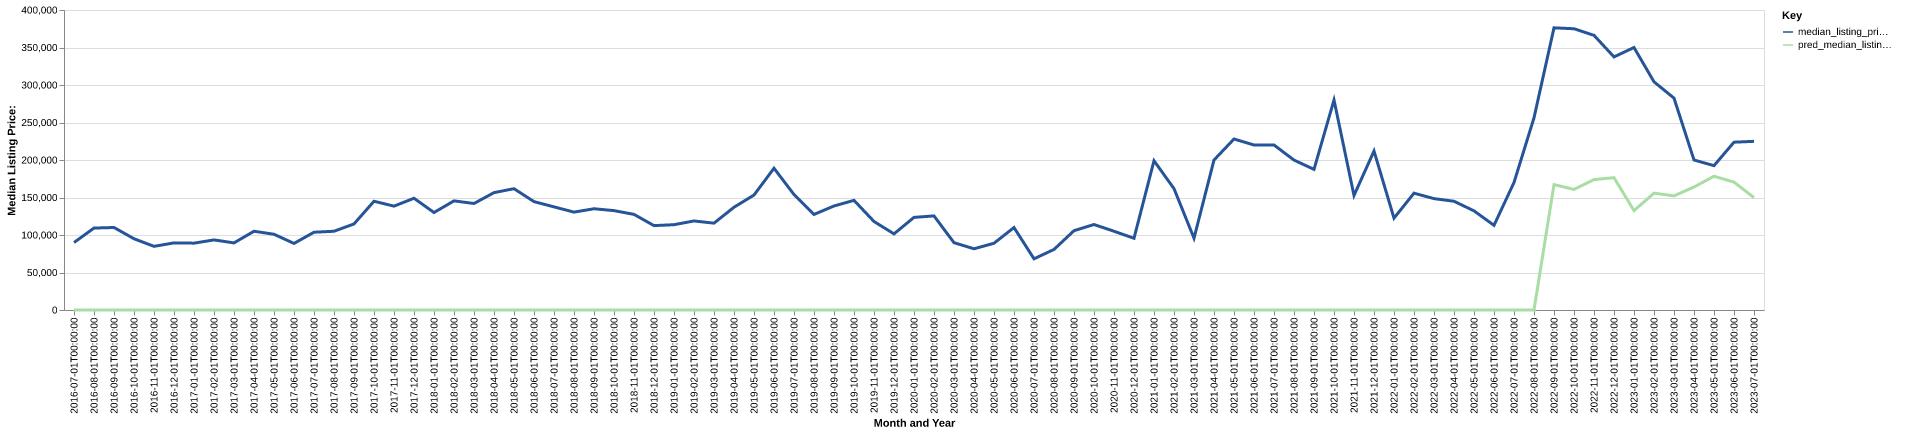 400,000
350,000
300,000
250,000
200,000
150,000
100,000
50,000
0
Median Listing Price:
2016-07-01T00:00:00
2016-08-01T00:00:00
2016-09-01T00:00:00
2016-10-01T00:00:00
2016-11-01T00:00:00
2016-12-01T00:00:00
2017-01-01T00:00:00
2017-02-01T00:00:00
2017-03-01T00:00:00
2017-04-01T00:00:00
2017-05-01T00:00:00
2017-06-01T00:00:00
2017-07-01T00:00:00
2017-08-01T00:00:00
2017-09-01T00:00:00
2017-10-01T00:00:00
2017-11-01T00:00:00
2017-12-01T00:00:00
2018-01-01T00:00:00
2018-02-01T00:00:00
2018-03-01T00:00:00
2018-04-01T00:00:00
2018-05-01T00:00:00
2018-06-01T00:00:00
2018-07-01T00:00:00
2018-08-01T00:00:00
2018-09-01T00:00:00
2018-10-01T00:00:00
2018-11-01T00:00:00
2018-12-01T00:00:00
2019-01-01T00:00:00
2019-02-01T00:00:00
2019-03-01T00:00:00
2019-04-01T00:00:00
2019-05-01T00:00:00
2019-06-01T00:00:00
2019-07-01T00:00:00
2019-08-01T00:00:00
2019-09-01T00:00:00
2019-10-01T00:00:00
2019-11-01T00:00:00
2019-12-01T00:00:00
2020-01-01T00:00:00
2020-02-01T00:00:00
2020-03-01T00:00:00
2020-04-01T00:00:00
2020-05-01T00:00:00
2020-06-01T00:00:00
2020-07-01T00:00:00
2020-08-01T00:00:00
2020-09-01T00:00:00
2020-10-01T00:00:00
2020-11-01T00:00:00
2020-12-01T00:00:00
2021-01-01T00:00:00
2021-02-01T00:00:00
2021-03-01T00:00:00
2021-04-01T00:00:00
2021-05-01T00:00:00
2021-06-01T00:00:00
2021-07-01T00:00:00
2021-08-01T00:00:00
2021-09-01T00:00:00
2021-10-01T00:00:00
2021-11-01T00:00:00
2021-12-01T00:00:00
2022-01-01T00:00:00
2022-02-01T00:00:00
2022-03-01T00:00:00
2022-04-01T00:00:00
2022-05-01T00:00:00
2022-06-01T00:00:00
2022-07-01T00:00:00
2022-08-01T00:00:00
2022-09-01T00:00:00
2022-10-01T00:00:00
2022-11-01T00:00:00
2022-12-01T00:00:00
2023-01-01T00:00:00
2023-02-01T00:00:00
2023-03-01T00:00:00
2023-04-01T00:00:00
2023-05-01T00:00:00
2023-06-01T00:00:00
2023-07-01T00:00:00
Month and Year
Key
median_listing_pri…
pred_median_listin…